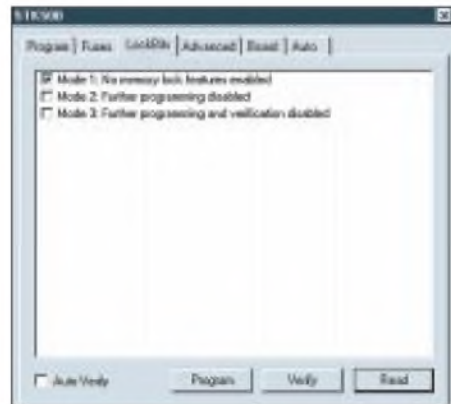 STK500
Program Fuses LockBits Advanced Board Auto
Mode 1: No memory lock features enabled
Mode 2: Further programming disabled
Mode 3: Further programming and verification disabled
Auto Verify Program Verify Read